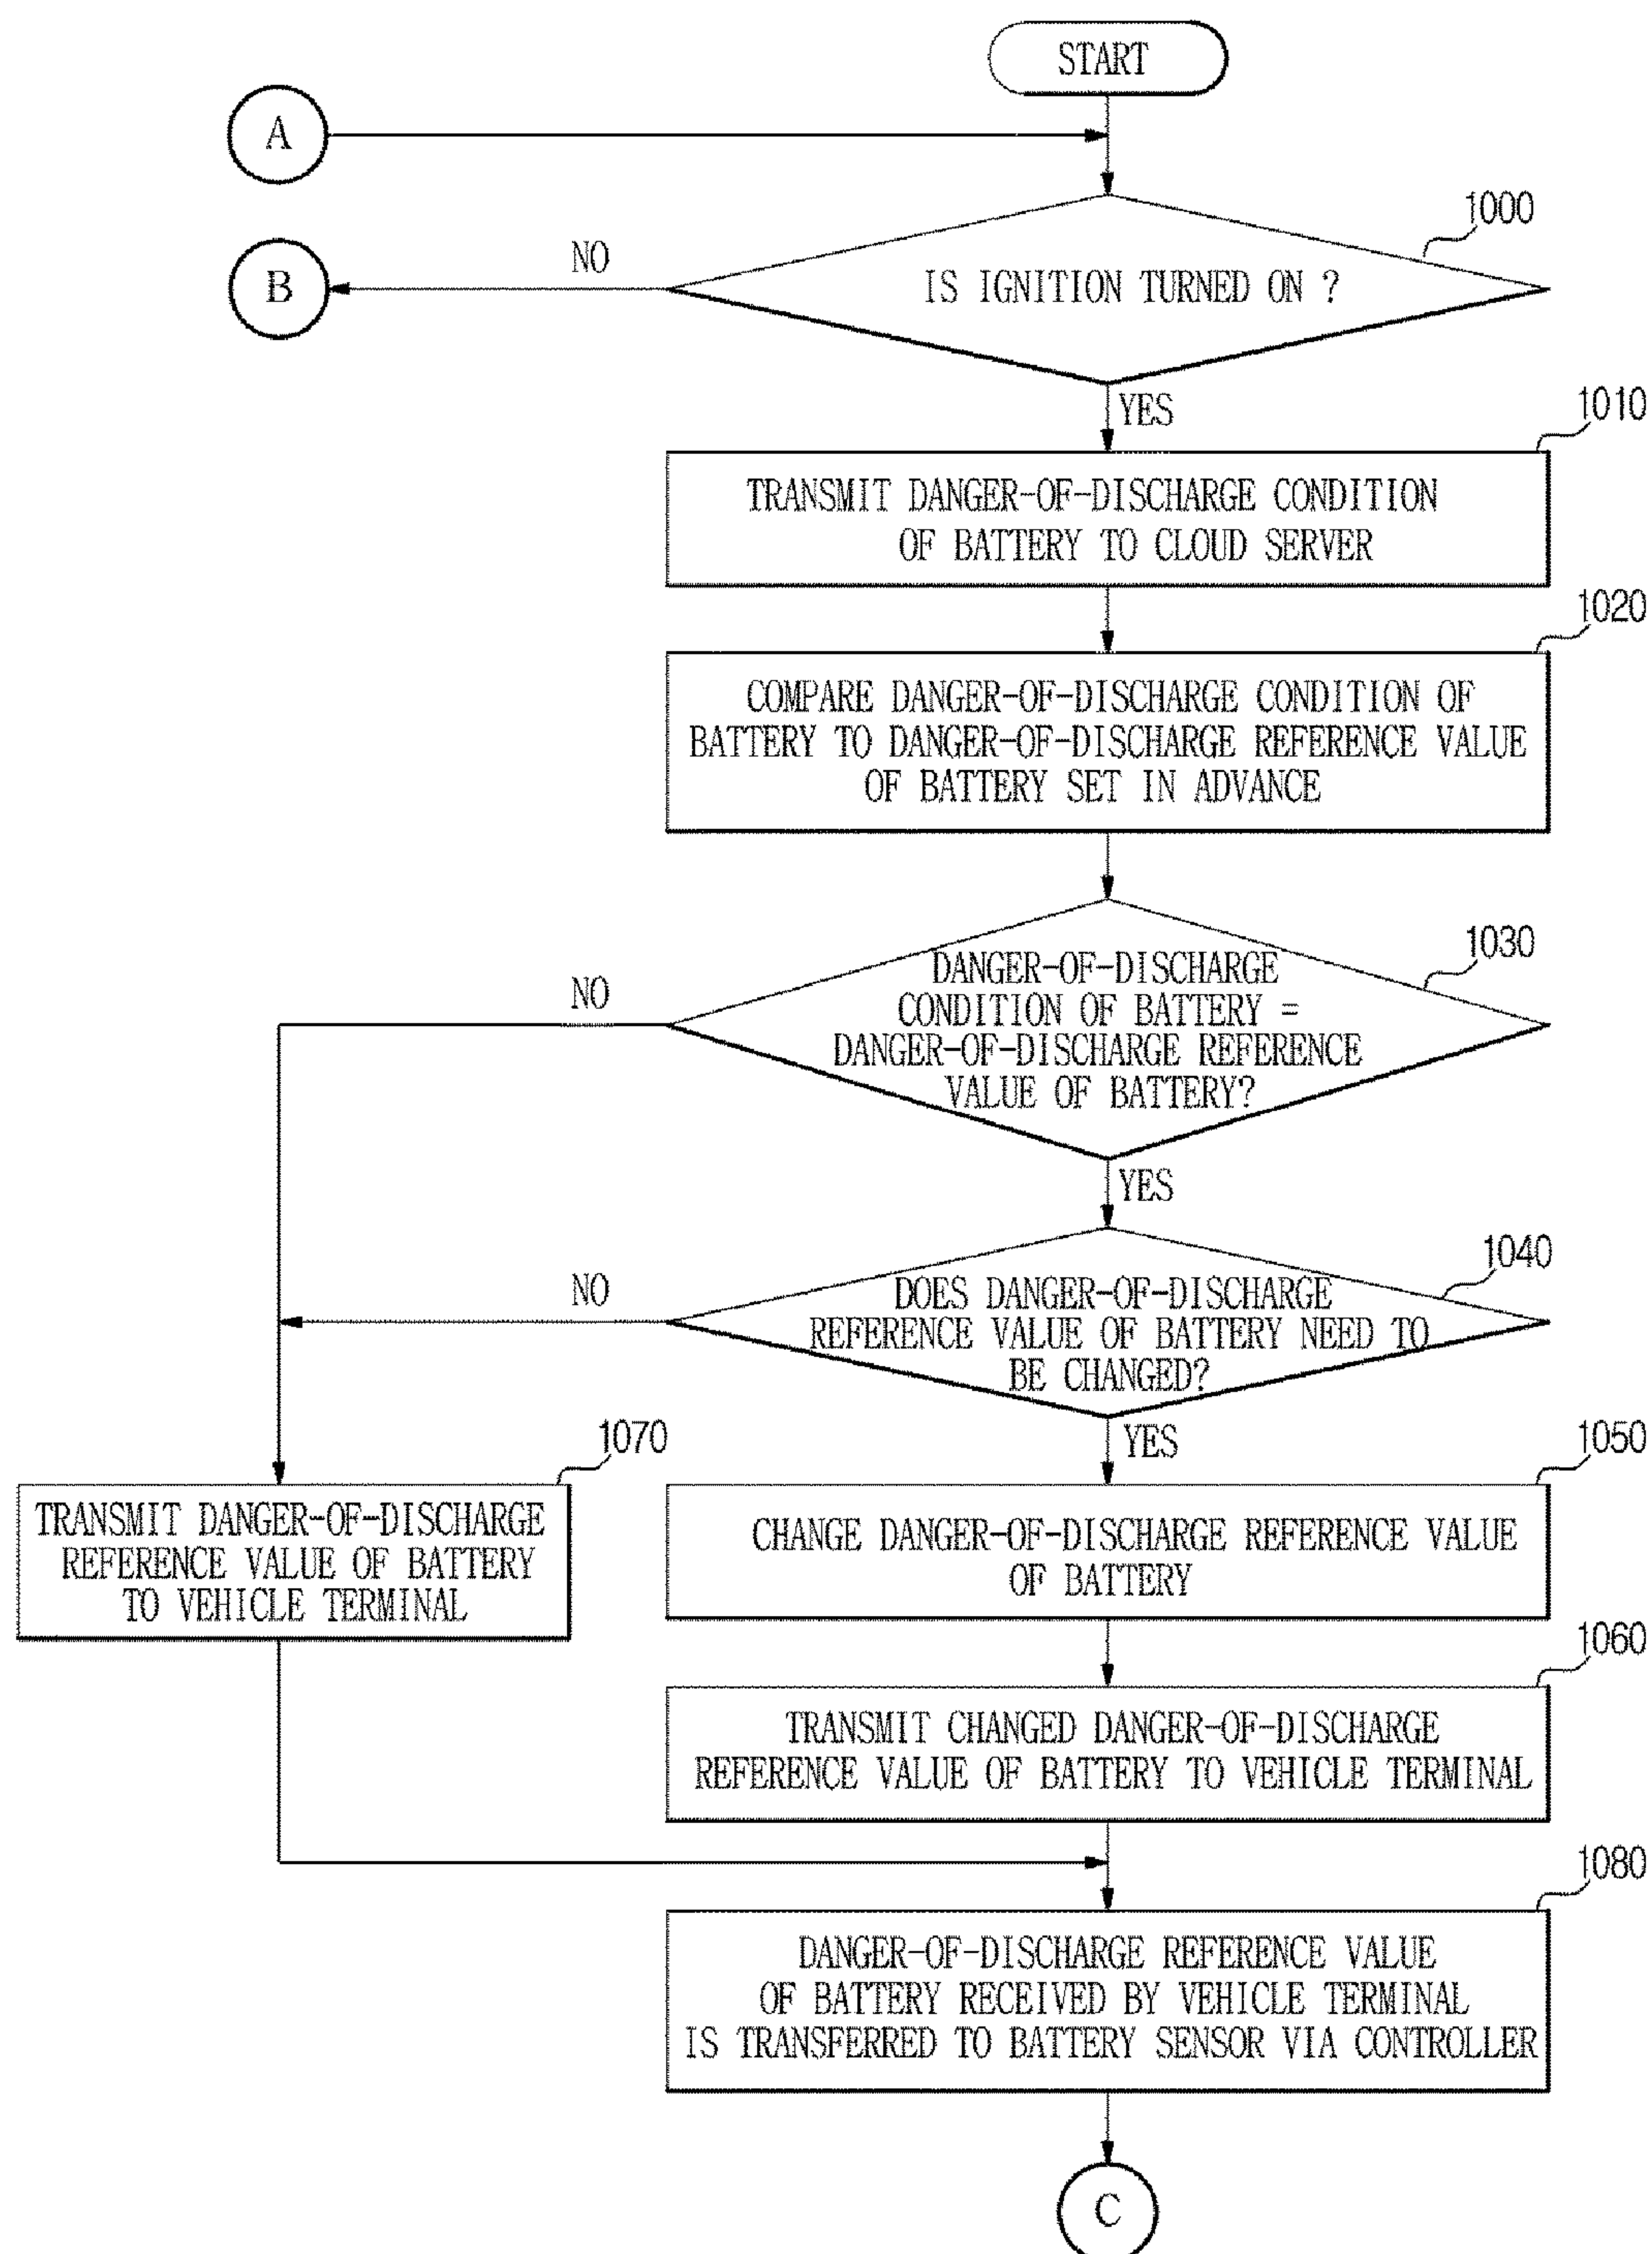 START
A
1000
NO
B
IS IGNITION TURNED ON ?
YES
1010
TRANSMIT DANGER-OF-DISCHARGE CONDITION
OF BATTERY TO CLOUD SERVER
1020
COMPARE DANGER-OF-DISCHARGE CONDITION OF
BATTERY TO DANGER-OF-DISCHARGE REFERENCE VALUE
OF BATTERY SET IN ADVANCE
1030
NO
DANGER-OF-DISCHARGE
CONDITION OF BATTERY =
DANGER-OF-DISCHARGE REFERENCE
VALUE OF BATTERY?
YES
1040
NO
DOES DANGER-OF-DISCHARGE
REFERENCE VALUE OF BATTERY NEED TO
BE CHANGED?
YES
1070
TRANSMIT DANGER-OF-DISCHARGE
REFERENCE VALUE OF BATTERY
TO VEHICLE TERMINAL
1050
CHANGE DANGER-OF-DISCHARGE REFERENCE VALUE
OF BATTERY
1060
TRANSMIT CHANGED DANGER-OF-DISCHARGE
REFERENCE VALUE OF BATTERY TO VEHICLE TERMINAL
1080
DANGER-OF-DISCHARGE REFERENCE VALUE
OF BATTERY RECEIVED BY VEHICLE TERMINAL
IS TRANSFERRED TO BATTERY SENSOR VIA CONTROLLER
C